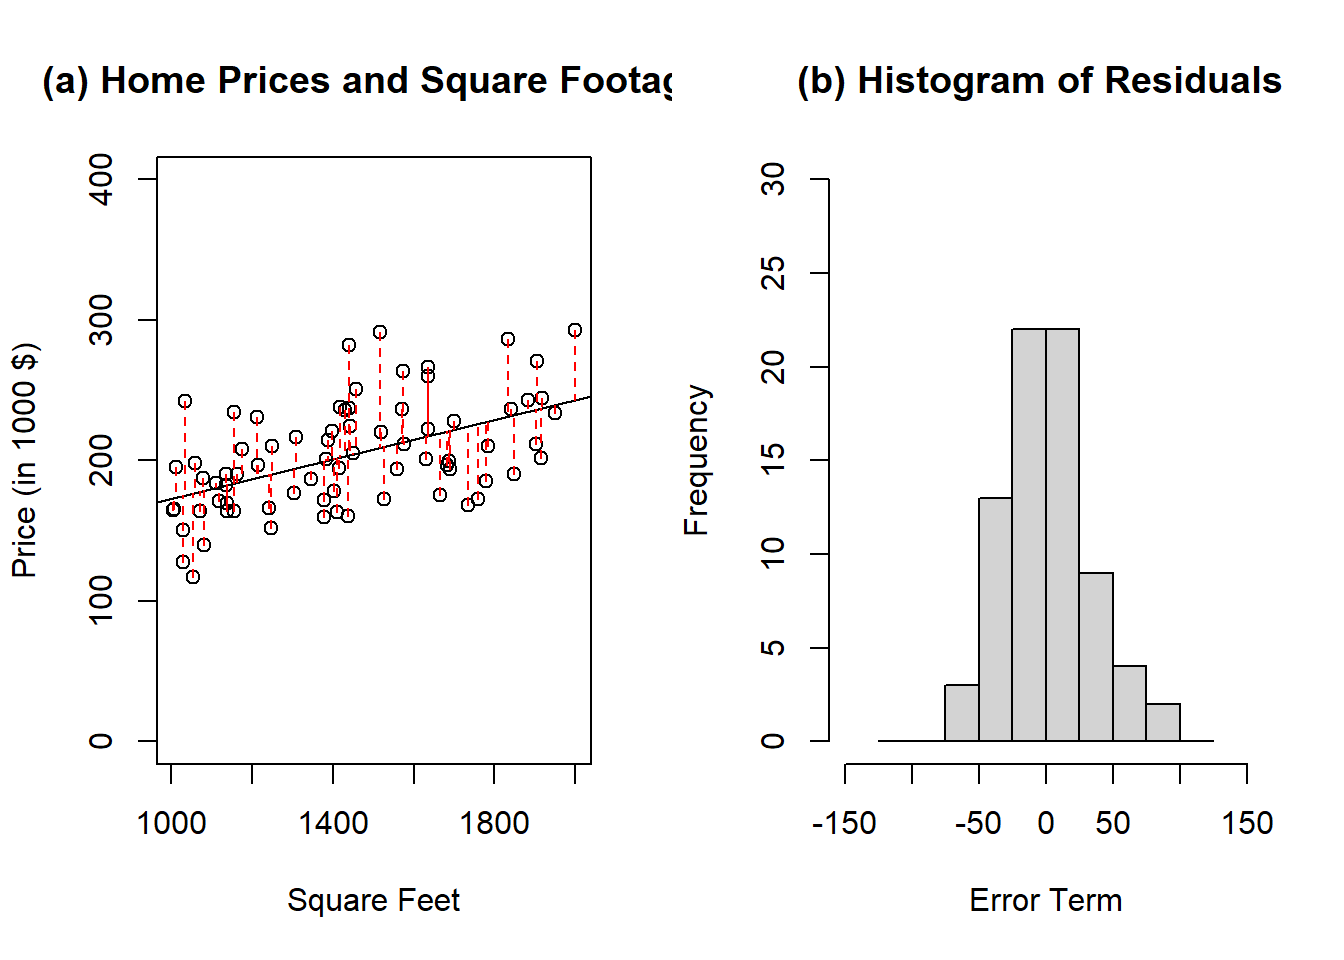 (a) Home Prices and Square Footag
Price (in 1000 $)
400
300
200
100
0
1000 1400 1800
Square Feet
(b) Histogram of Residuals
Frequency
30
25
20
15
10
5
0
-150 -50 0 50 150
Error Term